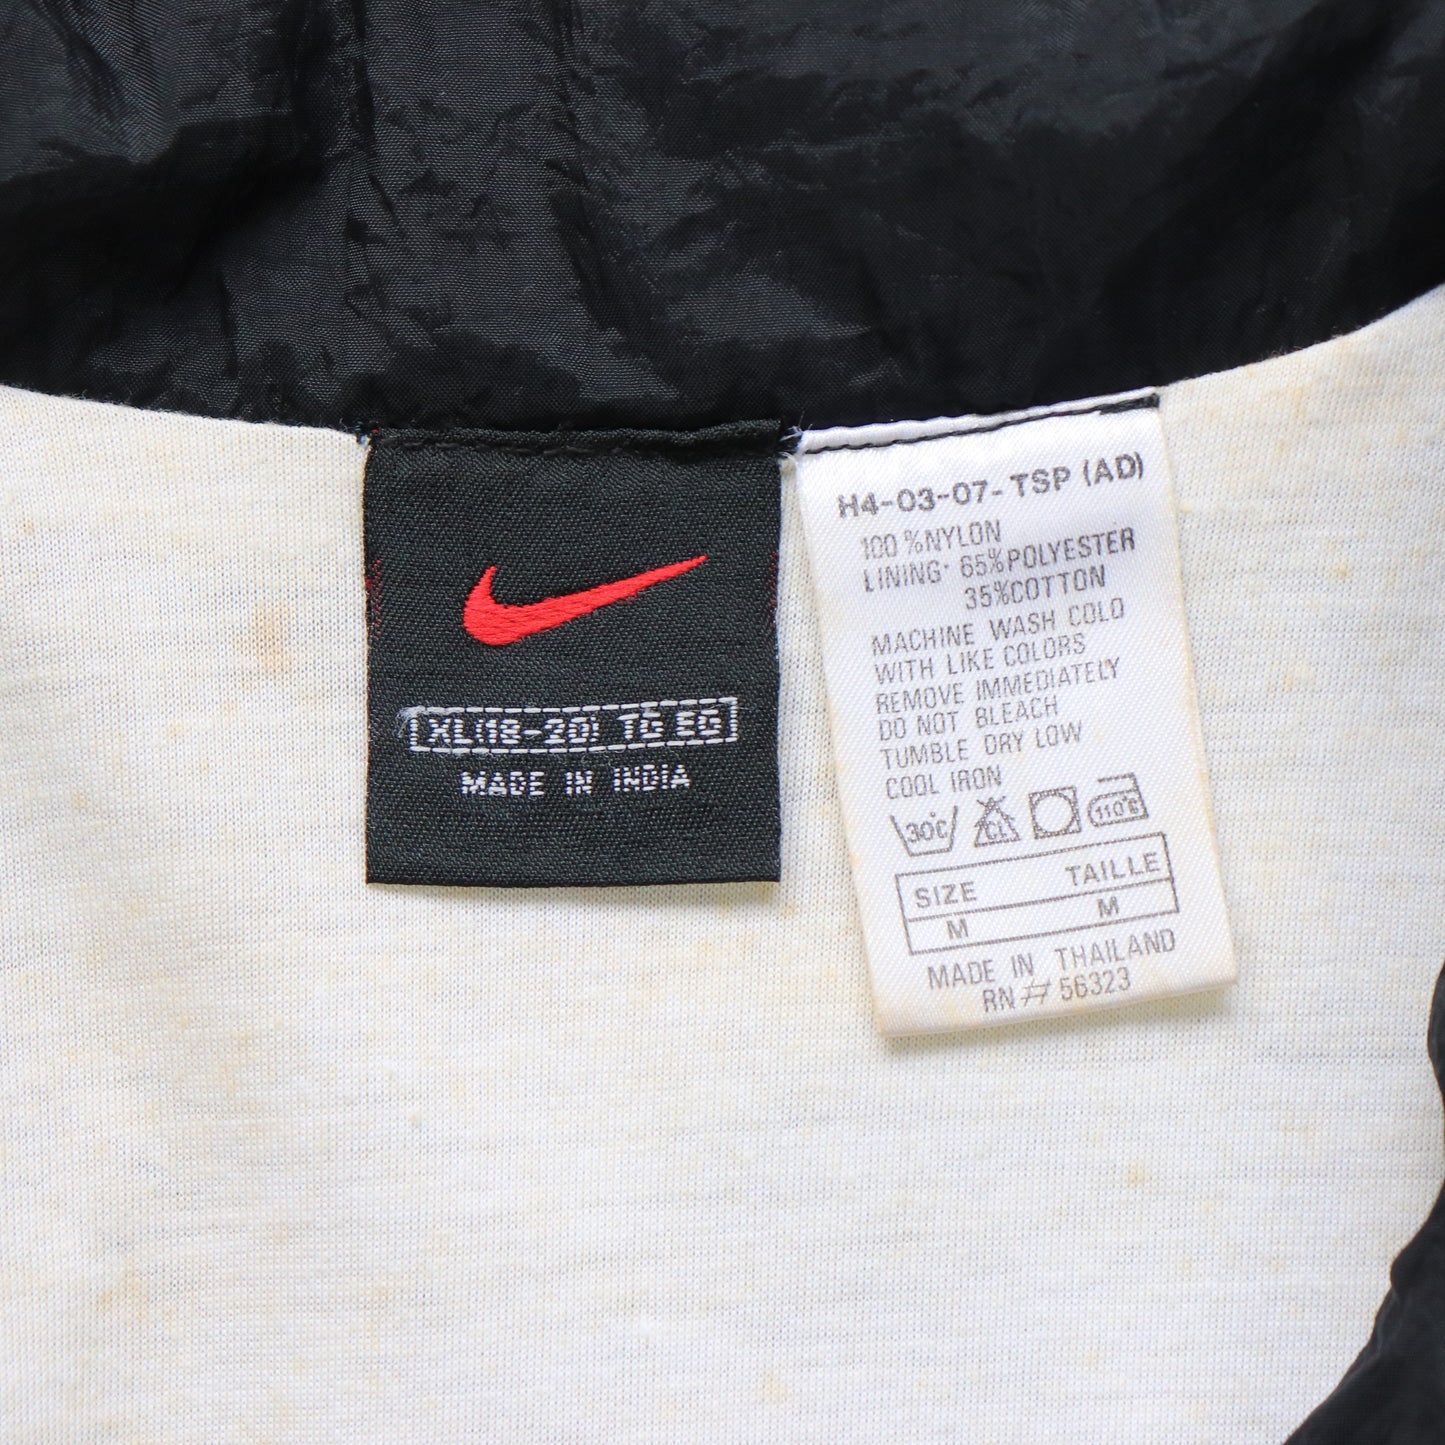 XL(18-20) TG EG
MADE IN INDIA
H4-03-07-TSP (AD)
100%NYLON
LINING· 65%POLYESTER
35%COTTON
MACHINE WASH COLD
WITH LIKE COLORS
REMOVE IMMEDIATELY
DO NOT BLEACH
TUMBLE DRY LOW
COOL IRON
30°C CL 110°C
SIZE TAILLE
M M
MADE IN THAILAND
RN # 56323